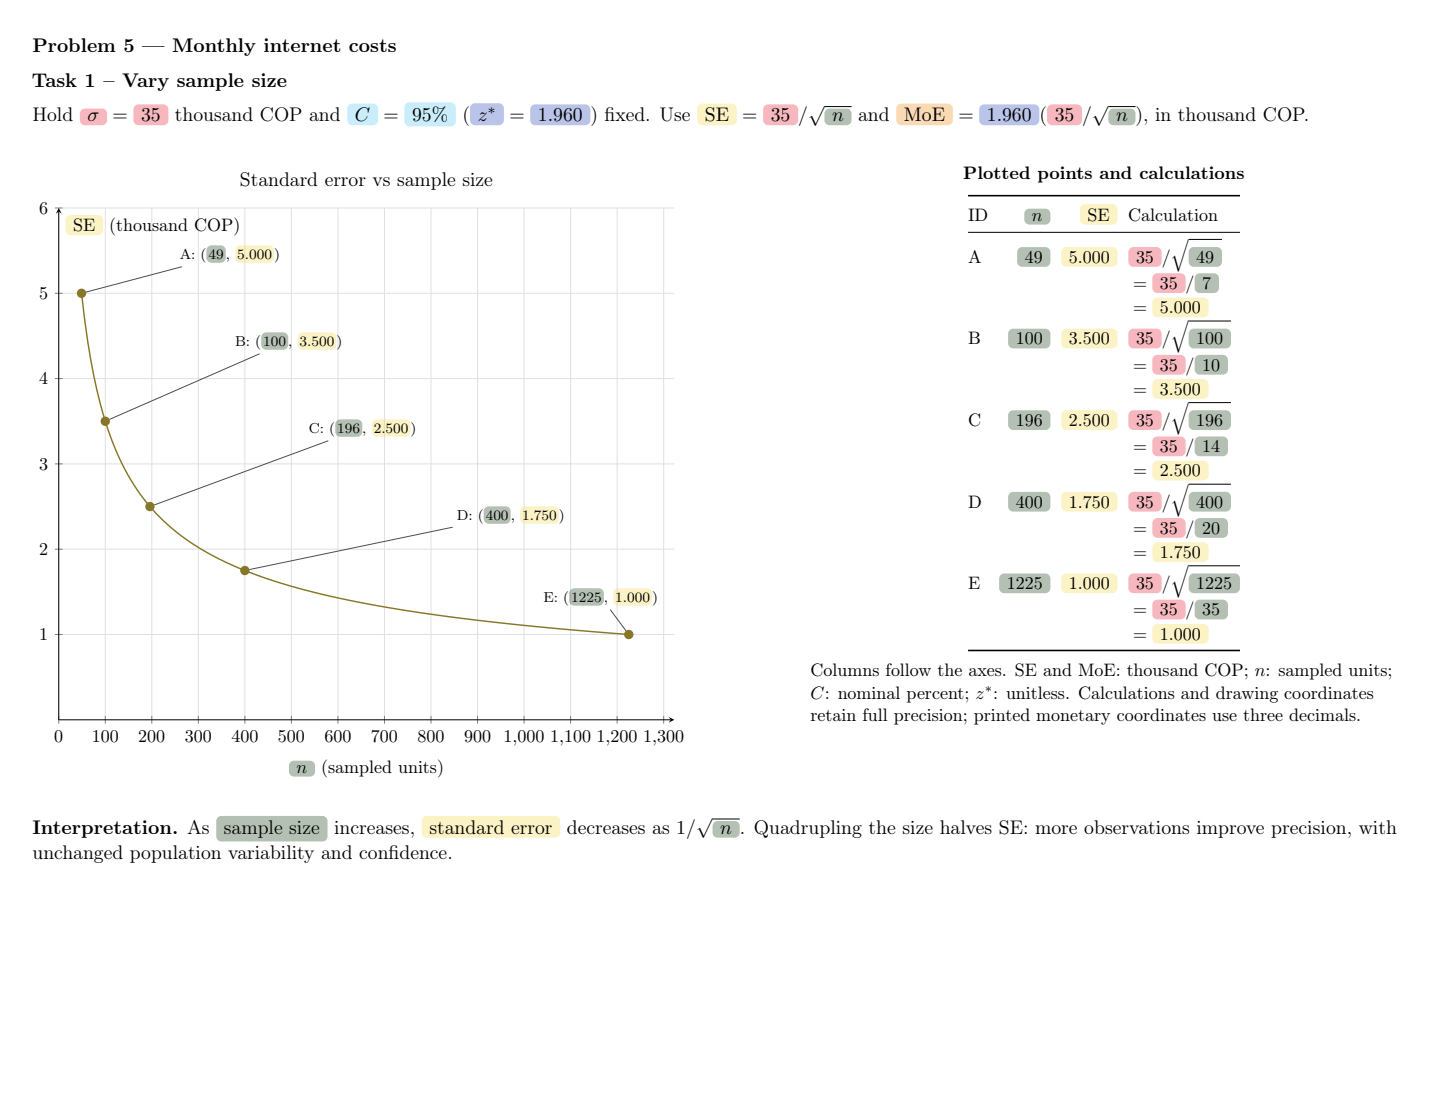 Problem 5 — Monthly internet costs
Task 1 – Vary sample size
Hold σ = 35 thousand COP and C = 95% (z* = 1.960) fixed. Use SE = 35/√n and MoE = 1.960(35/√n), in thousand COP.
Standard error vs sample size
SE (thousand COP)
6
5
4
3
2
1
A: (49, 5.000)
B: (100, 3.500)
C: (196, 2.500)
D: (400, 1.750)
E: (1225, 1.000)
0 100 200 300 400 500 600 700 800 900 1,000 1,100 1,200 1,300
n (sampled units)
Plotted points and calculations
ID n SE Calculation
A 49 5.000 35/√49
= 35/7
= 5.000
B 100 3.500 35/√100
= 35/10
= 3.500
C 196 2.500 35/√196
= 35/14
= 2.500
D 400 1.750 35/√400
= 35/20
= 1.750
E 1225 1.000 35/√1225
= 35/35
= 1.000
Columns follow the axes. SE and MoE: thousand COP; n: sampled units;
C: nominal percent; z*: unitless. Calculations and drawing coordinates
retain full precision; printed monetary coordinates use three decimals.
Interpretation. As sample size increases, standard error decreases as 1/√n. Quadrupling the size halves SE: more observations improve precision, with
unchanged population variability and confidence.